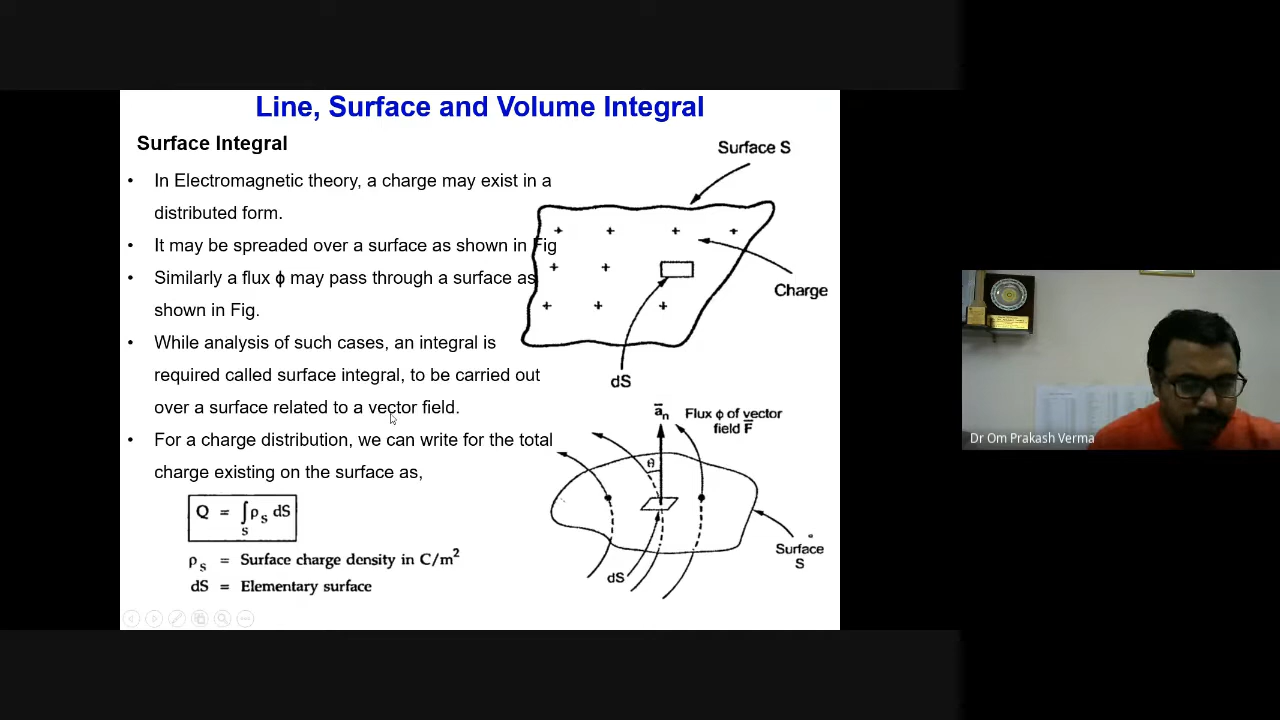 Line, Surface and Volume Integral
Surface Integral
• In Electromagnetic theory, a charge may exist in a
distributed form.
• It may be spreaded over a surface as shown in Fig
• Similarly a flux ϕ may pass through a surface as
shown in Fig.
• While analysis of such cases, an integral is
required called surface integral, to be carried out
over a surface related to a vector field.
• For a charge distribution, we can write for the total
charge existing on the surface as,
Q = ∫ₛ ρₛ dS
ρₛ = Surface charge density in C/m²
dS = Elementary surface
Surface S
Charge
dS
a̅ₙ
Flux ϕ of vector
field F̅
θ
dS
Surface
S
Dr Om Prakash Verma